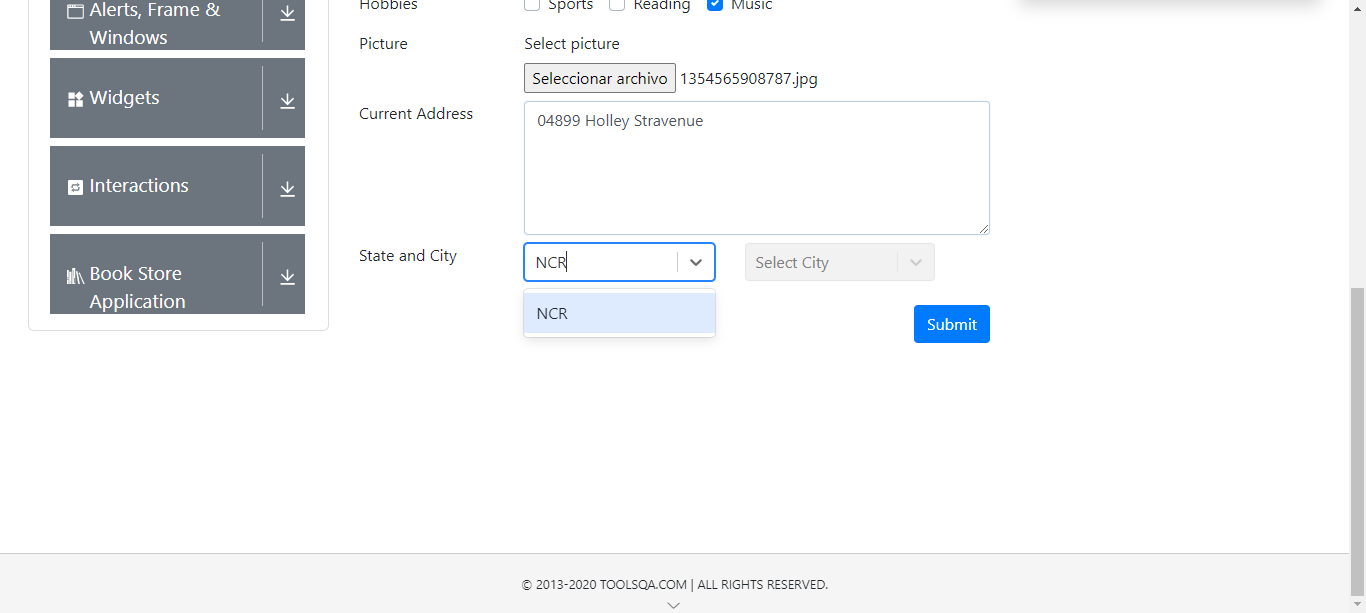 Alerts, Frame &
Windows
Widgets
Interactions
Book Store
Application
Hobbies Sports Reading Music
Picture Select picture
Seleccionar archivo 1354565908787.jpg
Current Address 04899 Holley Stravenue
State and City NCR Select City
NCR
Submit
© 2013-2020 TOOLSQA.COM | ALL RIGHTS RESERVED.